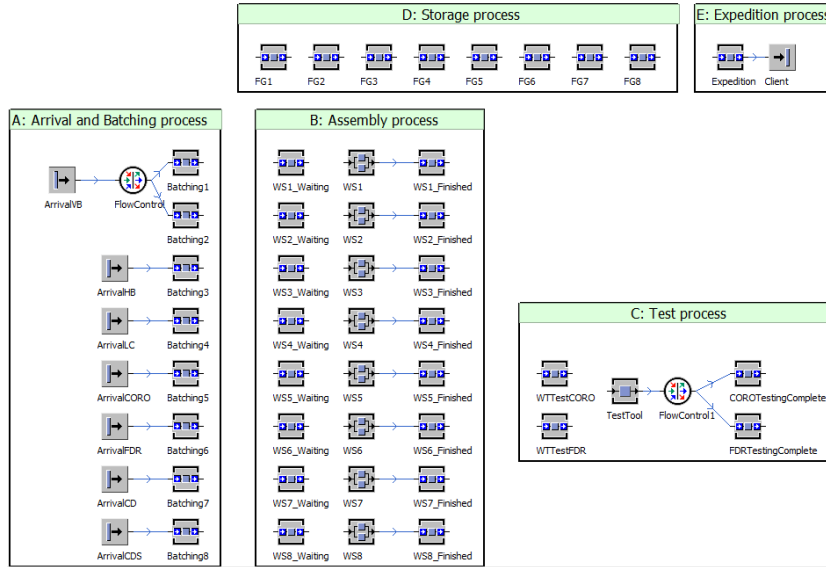 D: Storage process
FG1 FG2 FG3 FG4 FG5 FG6 FG7 FG8
E: Expedition process
Expedition Client
A: Arrival and Batching process
ArrivalVB FlowControl Batching1
Batching2
ArrivalHB Batching3
ArrivalLC Batching4
ArrivalCORO Batching5
ArrivalFDR Batching6
ArrivalCD Batching7
ArrivalCDS Batching8
B: Assembly process
WS1_Waiting WS1 WS1_Finished
WS2_Waiting WS2 WS2_Finished
WS3_Waiting WS3 WS3_Finished
WS4_Waiting WS4 WS4_Finished
WS5_Waiting WS5 WS5_Finished
WS6_Waiting WS6 WS6_Finished
WS7_Waiting WS7 WS7_Finished
WS8_Waiting WS8 WS8_Finished
C: Test process
WTTestCORO TestTool FlowControl1 COROTestingComplete
WTTestFDR FDRTestingComplete